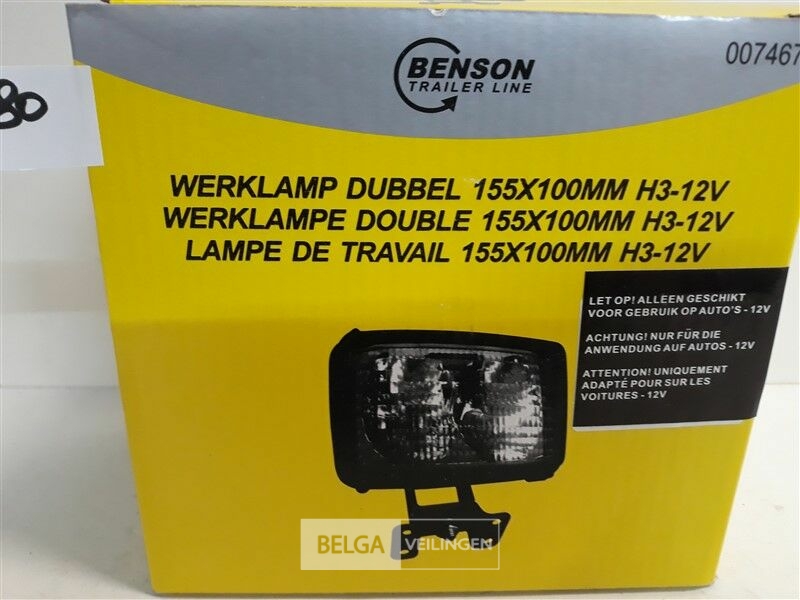 BENSON
TRAILER LINE
007467
80
WERKLAMP DUBBEL 155X100MM H3-12V
WERKLAMPE DOUBLE 155X100MM H3-12V
LAMPE DE TRAVAIL 155X100MM H3-12V
LET OP! ALLEEN GESCHIKT
VOOR GEBRUIK OP AUTO'S - 12V
ACHTUNG! NUR FÜR DIE
ANWENDUNG AUF AUTOS - 12V
ATTENTION! UNIQUEMENT
ADAPTÉ POUR SUR LES
VOITURES - 12V
BELGA VEILINGEN